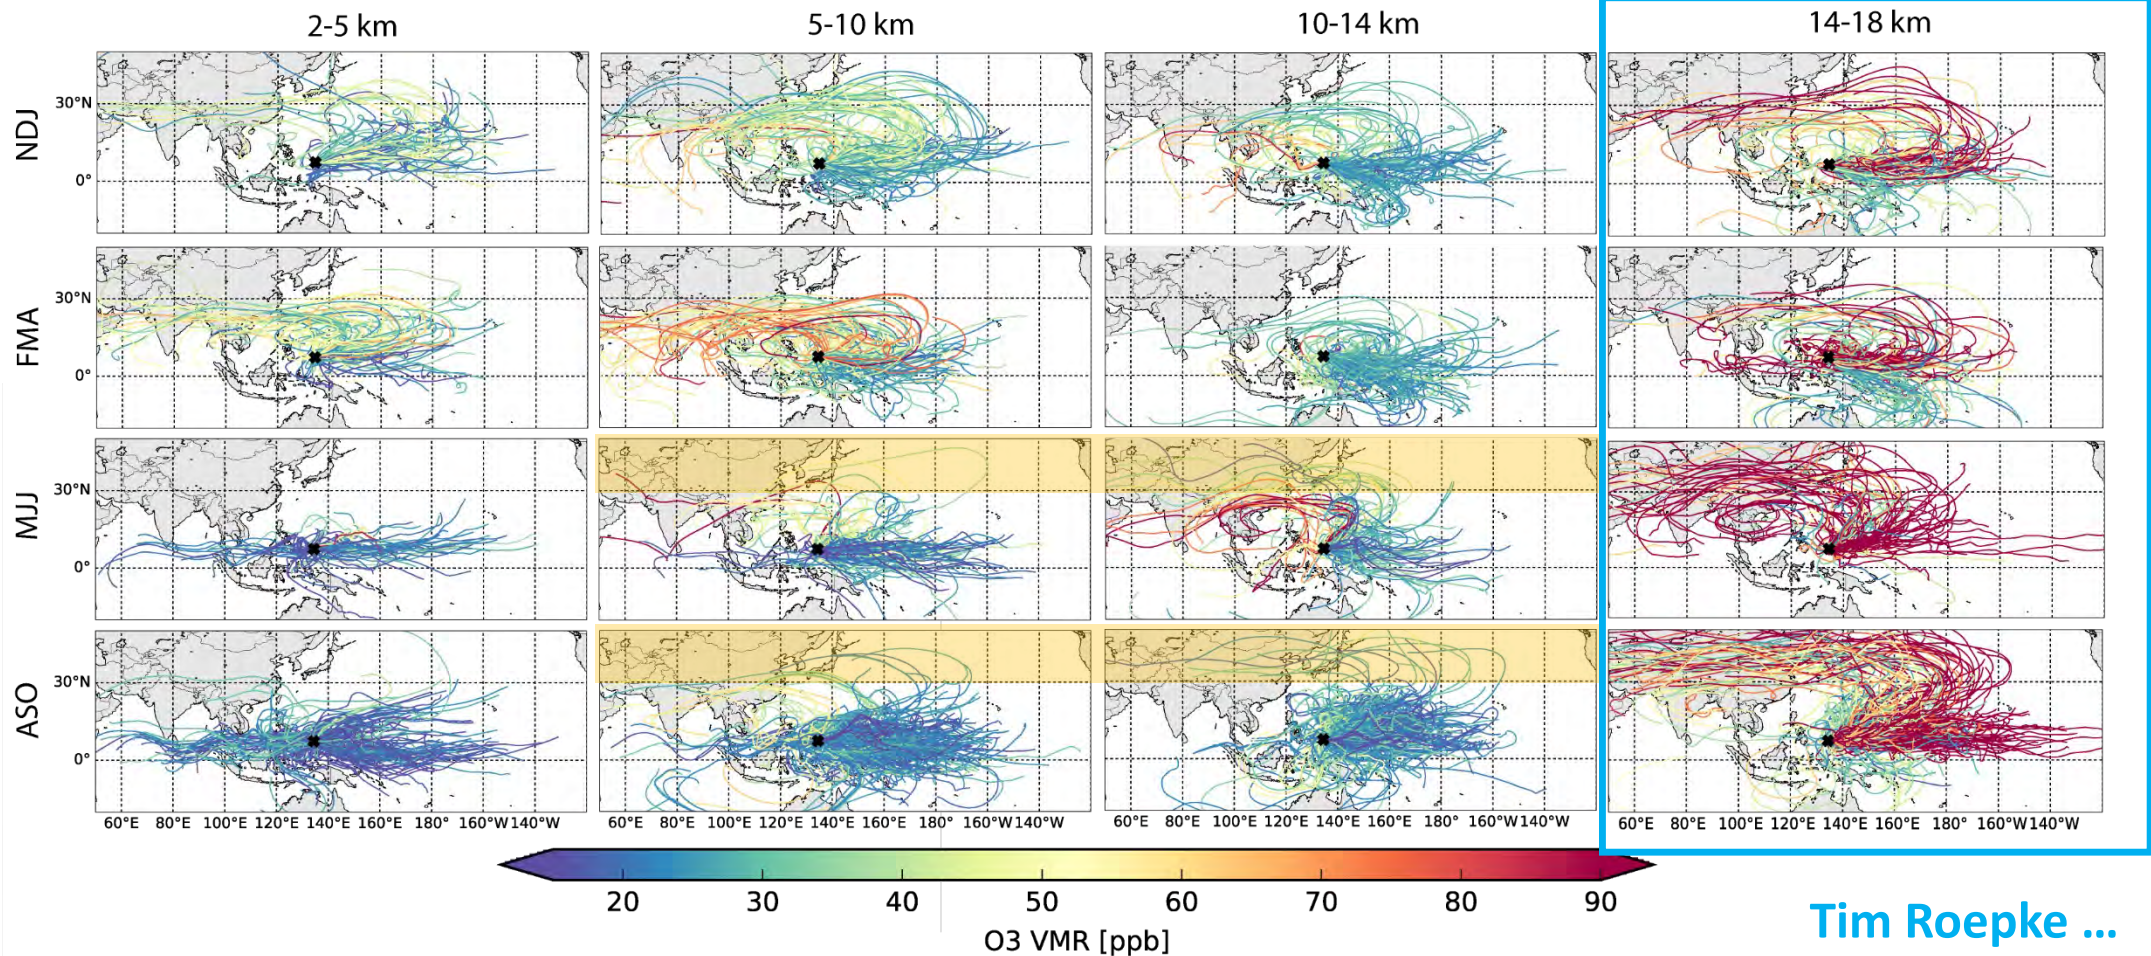 2-5 km 5-10 km 10-14 km 14-18 km
NDJ
30°N
0°
FMA
30°N
0°
MJJ
30°N
0°
ASO
30°N
0°
60°E 80°E 100°E 120°E 140°E 160°E 180° 160°W 140°W 60°E 80°E 100°E 120°E 140°E 160°E 180° 160°W 140°W 60°E 80°E 100°E 120°E 140°E 160°E 180° 160°W 140°W 60°E 80°E 100°E 120°E 140°E 160°E 180° 160°W 140°W
20 30 40 50 60 70 80 90
O3 VMR [ppb]
Tim Roepke ...